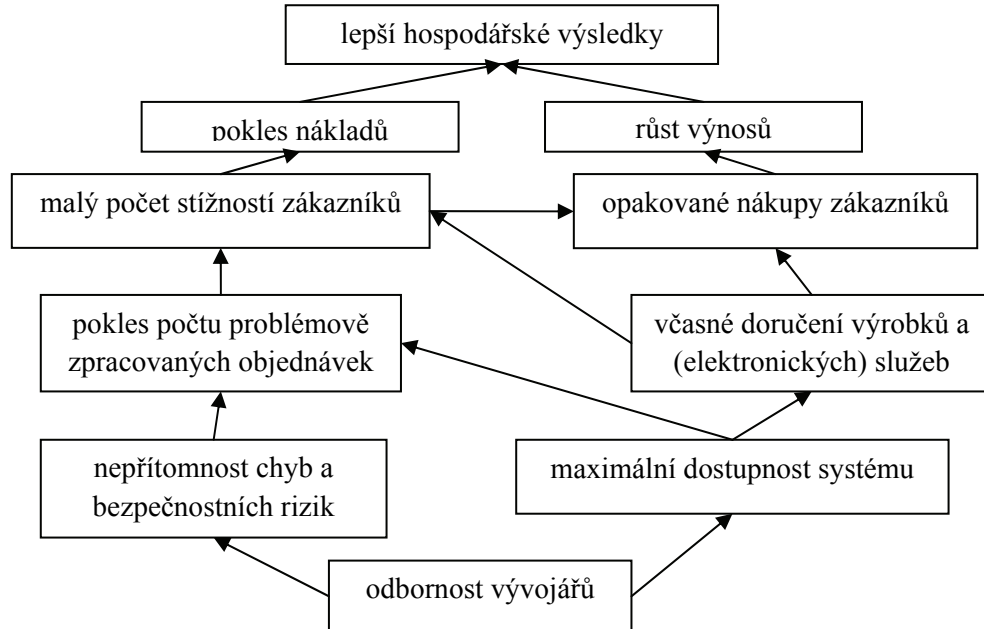 lepší hospodářské výsledky
pokles nákladů
růst výnosů
malý počet stížností zákazníků
opakované nákupy zákazníků
pokles počtu problémově
zpracovaných objednávek
včasné doručení výrobků a
(elektronických) služeb
nepřítomnost chyb a
bezpečnostních rizik
maximální dostupnost systému
odbornost vývojářů